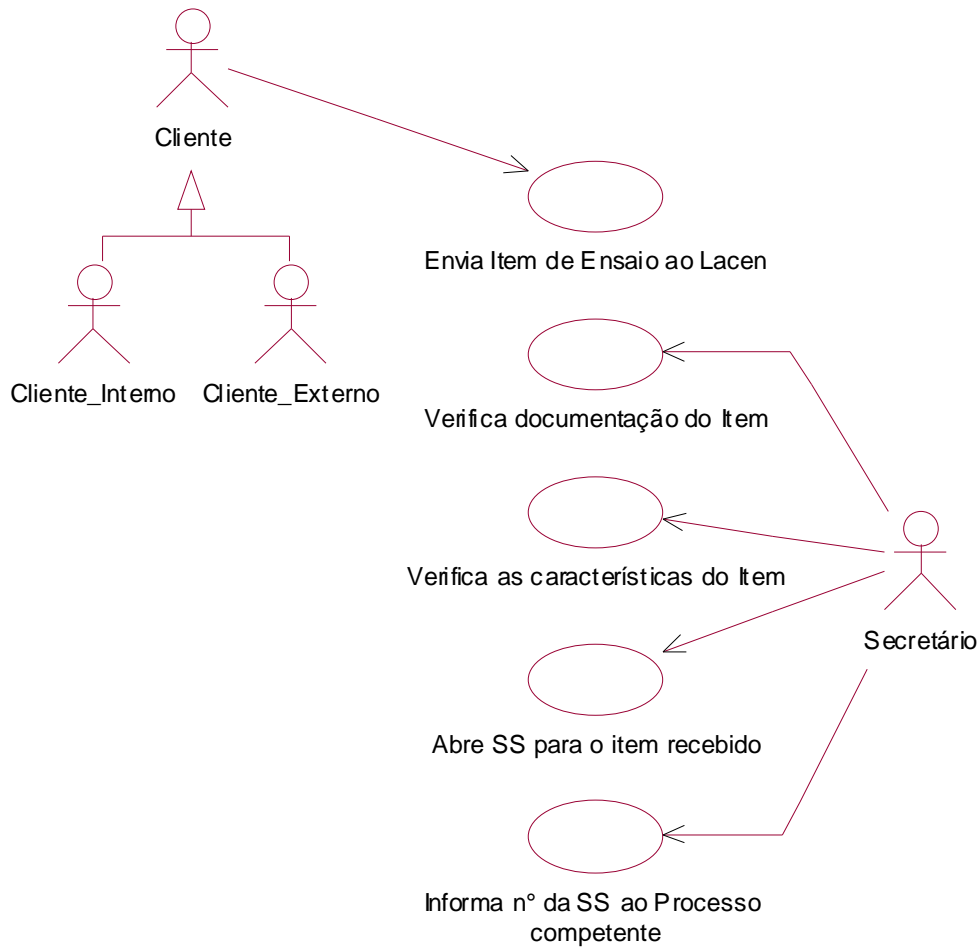 Cliente
Envia Item de Ensaio ao Lacen
Cliente_Interno
Cliente_Externo
Verifica documentação do Item
Verifica as características do Item
Secretário
Abre SS para o item recebido
Informa n° da SS ao Processo
competente